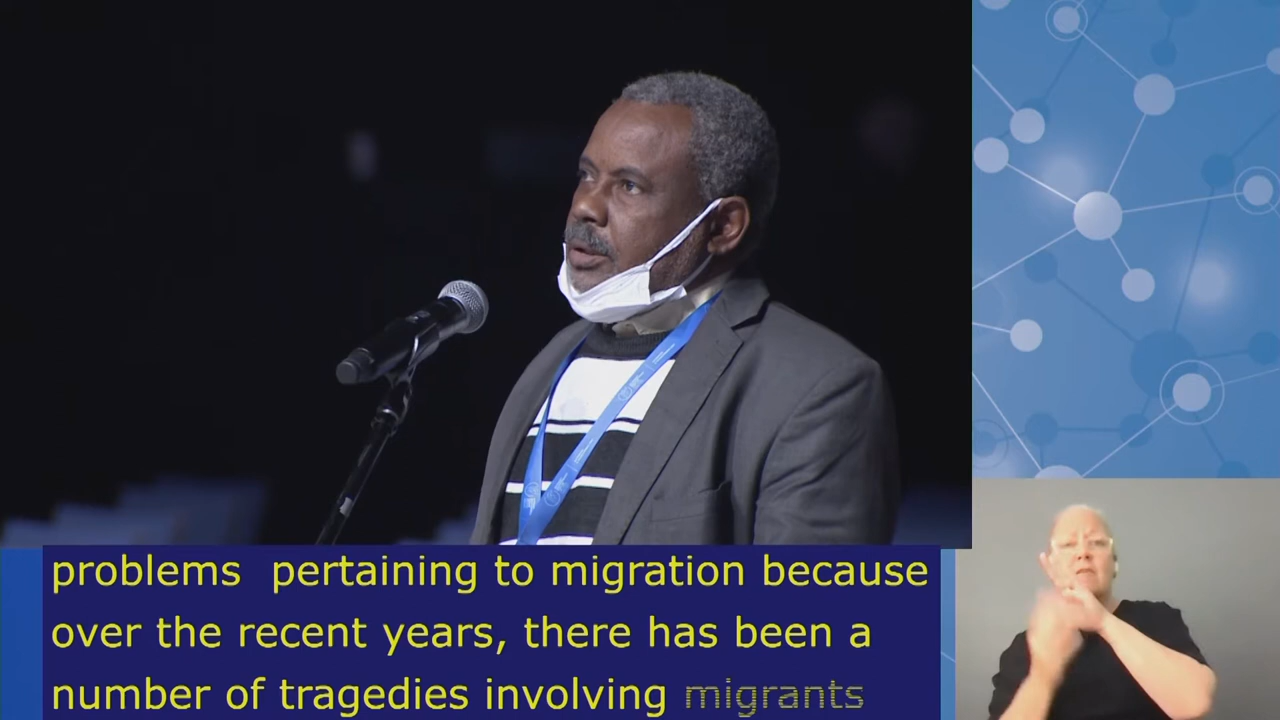 problems  pertaining to migration because
over the recent years, there has been a
number of tragedies involving migrants